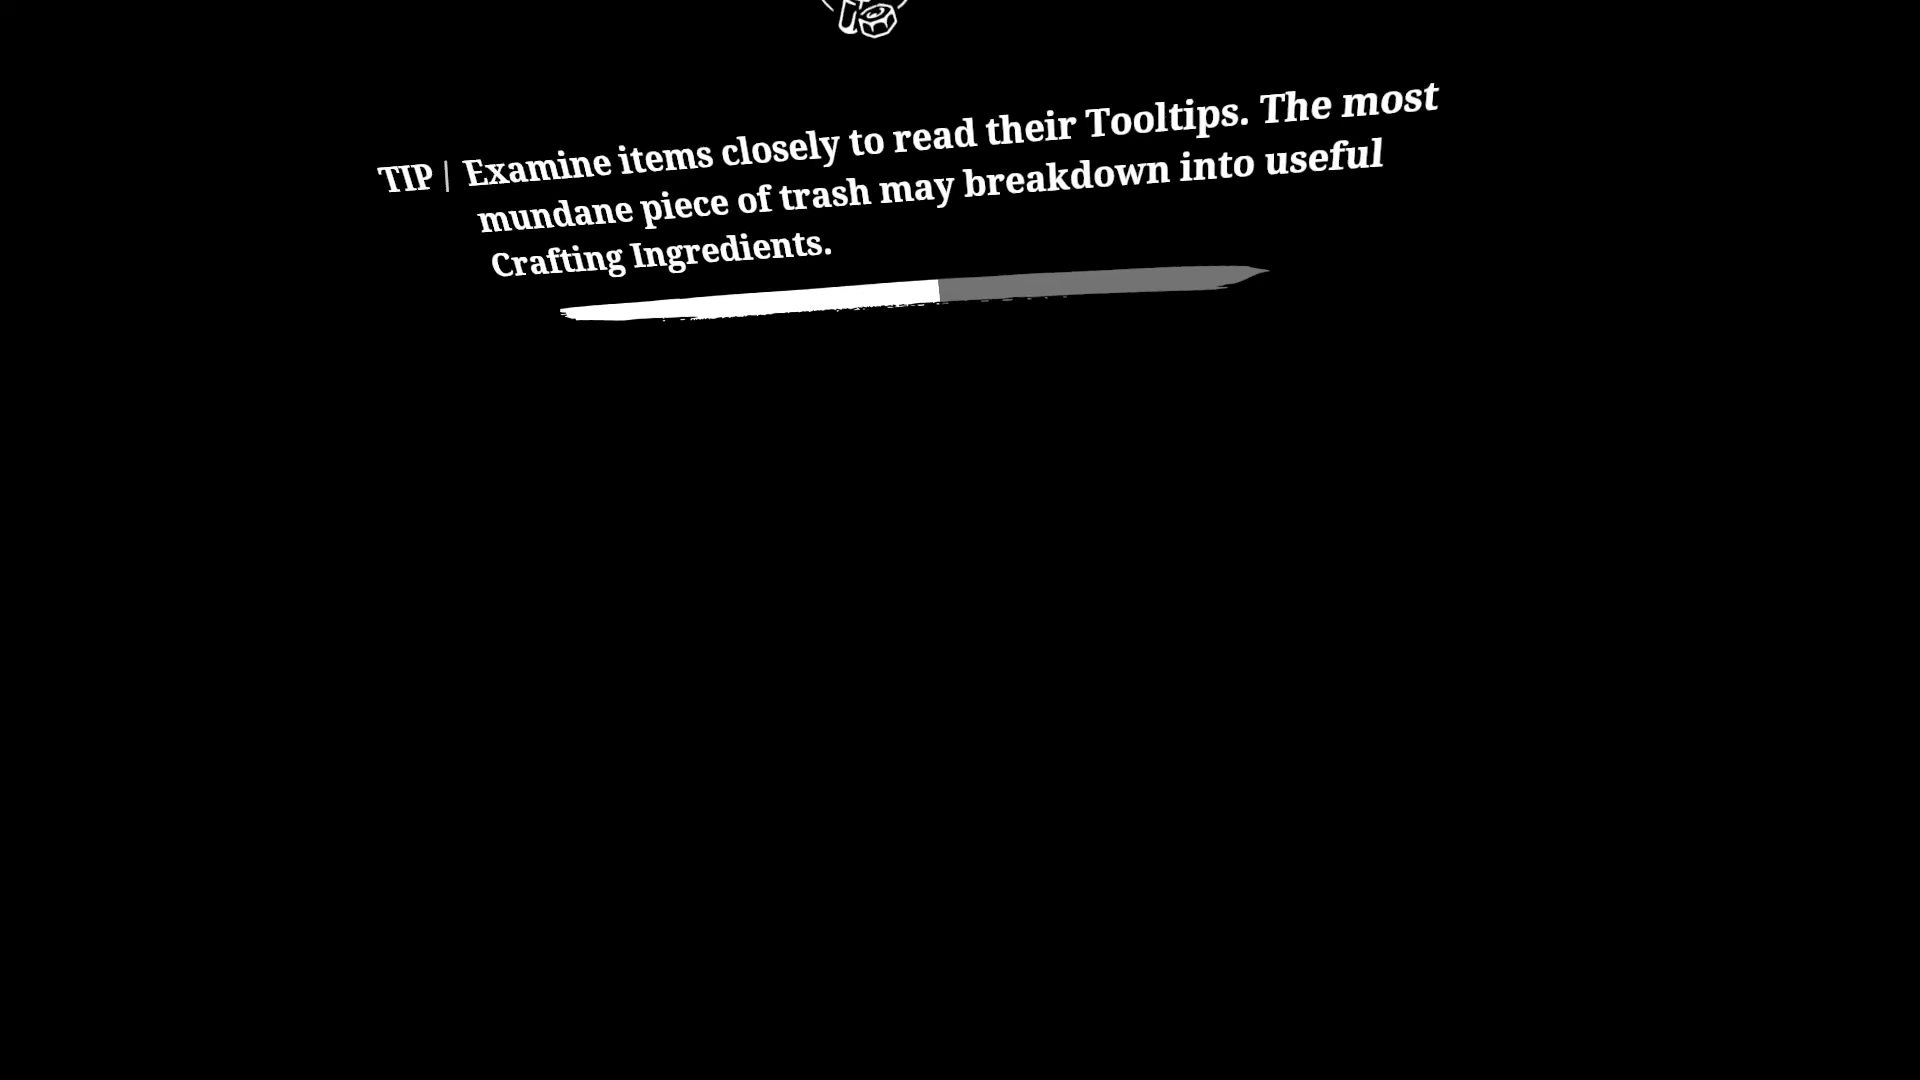 TIP | Examine items closely to read their Tooltips. The most
mundane piece of trash may breakdown into useful
Crafting Ingredients.